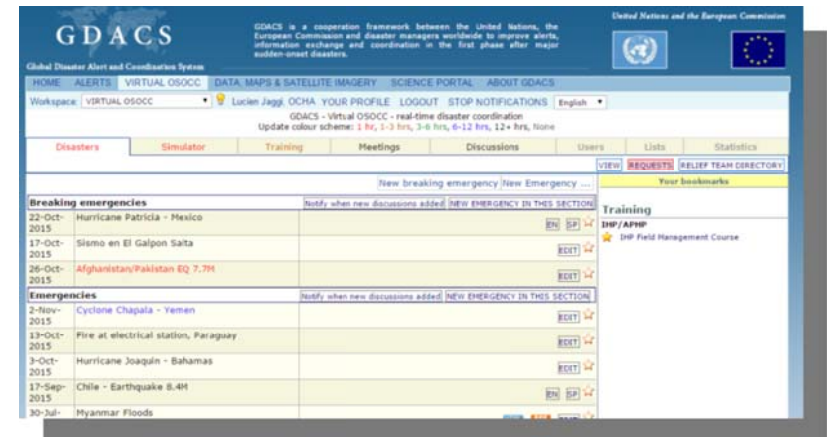 GDACS
Global Disaster Alert and Coordination System
GDACS is a cooperation framework between the United Nations, the
European Commission and disaster managers worldwide to improve alerts,
information exchange and coordination in the first phase after major
sudden-onset disasters.
United Nations and the European Commission
HOME ALERTS VIRTUAL OSOCC DATA, MAPS & SATELLITE IMAGERY SCIENCE PORTAL ABOUT GDACS
Workspace: VIRTUAL OSOCC Lucien Jaggi, OCHA YOUR PROFILE LOGOUT STOP NOTIFICATIONS English
GDACS - Virtual OSOCC - real-time disaster coordination
Update colour scheme: 1 hr, 1-3 hrs, 3-6 hrs, 6-12 hrs, 12+ hrs, None
Disasters Simulator Training Meetings Discussions Users Lists Statistics
VIEW REQUESTS RELIEF TEAM DIRECTORY
New breaking emergency New Emergency ...
Your bookmarks
Breaking emergencies Notify when new discussions added NEW EMERGENCY IN THIS SECTION
22-Oct-2015 Hurricane Patricia - Mexico EN SP
17-Oct-2015 Sismo en El Galpon Salta EDIT
26-Oct-2015 Afghanistan/Pakistan EQ 7.7M EDIT
Training
IHP/APHP
IHP Field Management Course
Emergencies Notify when new discussions added NEW EMERGENCY IN THIS SECTION
2-Nov-2015 Cyclone Chapala - Yemen EDIT
13-Oct-2015 Fire at electrical station, Paraguay EDIT
3-Oct-2015 Hurricane Joaquin - Bahamas EDIT
17-Sep-2015 Chile - Earthquake 8.4M EN SP
30-Jul- Myanmar Floods